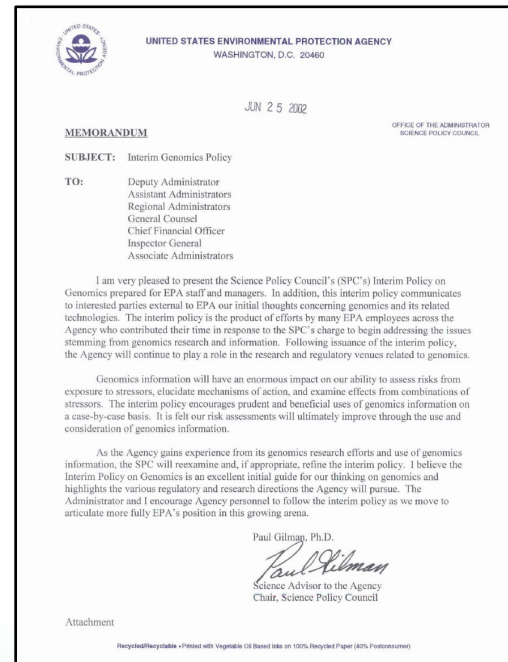 UNITED STATES ENVIRONMENTAL PROTECTION AGENCY
WASHINGTON, D.C. 20460
JUN 25 2002
OFFICE OF THE ADMINISTRATOR
SCIENCE POLICY COUNCIL
MEMORANDUM
SUBJECT: Interim Genomics Policy
TO: Deputy Administrator
Assistant Administrators
Regional Administrators
General Counsel
Chief Financial Officer
Inspector General
Associate Administrators
I am very pleased to present the Science Policy Council's (SPC's) Interim Policy on
Genomics prepared for EPA staff and managers. In addition, this interim policy communicates
to interested parties external to EPA our initial thoughts concerning genomics and its related
technologies. The interim policy is the product of efforts by many EPA employees across the
Agency who contributed their time in response to the SPC's charge to begin addressing the issues
stemming from genomics research and information. Following issuance of the interim policy,
the Agency will continue to play a role in the research and regulatory venues related to genomics.
Genomics information will have an enormous impact on our ability to assess risks from
exposure to stressors, elucidate mechanisms of action, and examine effects from combinations of
stressors. The interim policy encourages prudent and beneficial uses of genomics information on
a case-by-case basis. It is felt our risk assessments will ultimately improve through the use and
consideration of genomics information.
As the Agency gains experience from its genomics research efforts and use of genomics
information, the SPC will reexamine and, if appropriate, refine the interim policy. I believe the
Interim Policy on Genomics is an excellent initial guide for our thinking on genomics and
highlights the various regulatory and research directions the Agency will pursue. The
Administrator and I encourage Agency personnel to follow the interim policy as we move to
articulate more fully EPA's position in this growing arena.
Paul Gilman, Ph.D.
Paul Gilman
Science Advisor to the Agency
Chair, Science Policy Council
Attachment
Recycled/Recyclable • Printed with Vegetable Oil Based Inks on 100% Recycled Paper (40% Postconsumer)